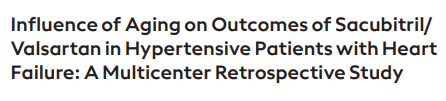 Influence of Aging on Outcomes of Sacubitril/
Valsartan in Hypertensive Patients with Heart
Failure: A Multicenter Retrospective Study